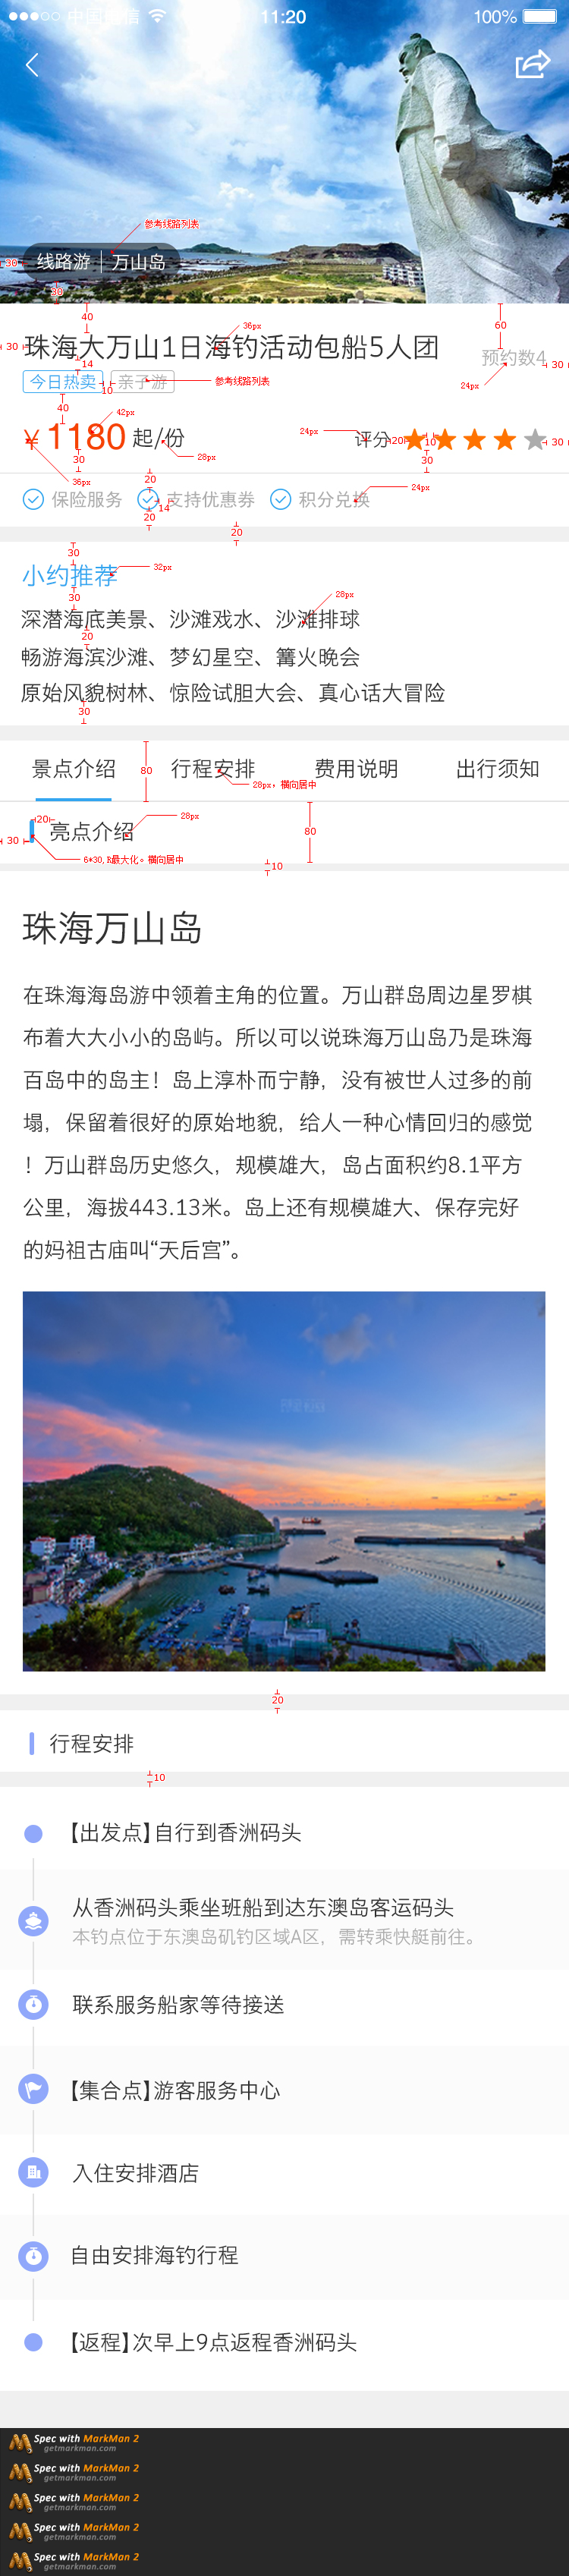 中国电信 11:20 100%
参考线路列表
线路游 | 万山岛
30
30
40
60
36px
珠海大万山1日海钓活动包船5人团
预约数4
30
30
14
今日热卖 亲子游
10
参考线路列表
24px
40
42px
¥1180 起/份
28px
24px
评分
20
10
30
30
30
36px
20
保险服务 支持优惠券 积分兑换
24px
14
20
20
30
小约推荐
32px
30
28px
深潜海底美景、沙滩戏水、沙滩排球
20
畅游海滨沙滩、梦幻星空、篝火晚会
原始风貌树林、惊险试胆大会、真心话大冒险
30
景点介绍 行程安排 费用说明 出行须知
80
28px，横向居中
20
28px
亮点介绍
80
30
6*30,R最大化。横向居中
10
珠海万山岛
在珠海海岛游中领着主角的位置。万山群岛周边星罗棋
布着大大小小的岛屿。所以可以说珠海万山岛乃是珠海
百岛中的岛主！岛上淳朴而宁静，没有被世人过多的前
塌，保留着很好的原始地貌，给人一种心情回归的感觉
！万山群岛历史悠久，规模雄大，岛占面积约8.1平方
公里，海拔443.13米。岛上还有规模雄大、保存完好
的妈祖古庙叫“天后宫”。
20
行程安排
10
【出发点】自行到香洲码头
从香洲码头乘坐班船到达东澳岛客运码头
本钓点位于东澳岛矶钓区域A区，需转乘快艇前往。
联系服务船家等待接送
【集合点】游客服务中心
入住安排酒店
自由安排海钓行程
【返程】次早上9点返程香洲码头
Spec with MarkMan 2
getmarkman.com
Spec with MarkMan 2
getmarkman.com
Spec with MarkMan 2
getmarkman.com
Spec with MarkMan 2
getmarkman.com
Spec with MarkMan 2
getmarkman.com